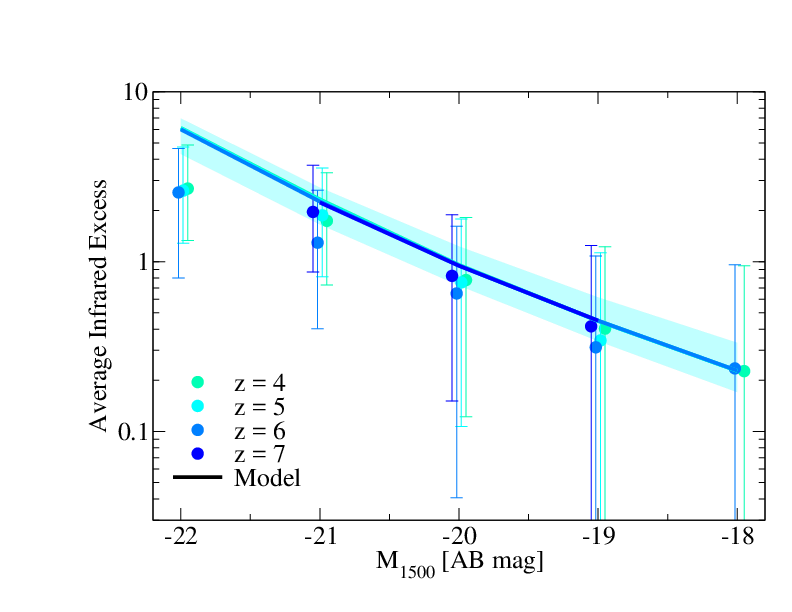 10
1
0.1
Average Infrared Excess
z = 4
z = 5
z = 6
z = 7
Model
-22 -21 -20 -19 -18
M1500 [AB mag]